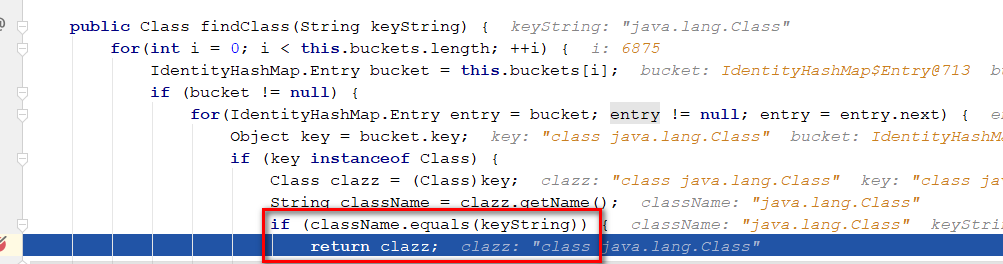 public Class findClass(String keyString) { keyString: "java.lang.Class"
for(int i = 0; i < this.buckets.length; ++i) { i: 6875
IdentityHashMap.Entry bucket = this.buckets[i]; bucket: IdentityHashMap$Entry@713
if (bucket != null) {
for(IdentityHashMap.Entry entry = bucket; entry != null; entry = entry.next) {
Object key = bucket.key; key: "class java.lang.Class" bucket: IdentityHashMa
if (key instanceof Class) {
Class clazz = (Class)key; clazz: "class java.lang.Class" key: "class jav
String className = clazz.getName(); className: "java.lang.Class"
if (className.equals(keyString)) { className: "java.lang.Class" keyS
return clazz; clazz: "class java.lang.Class"